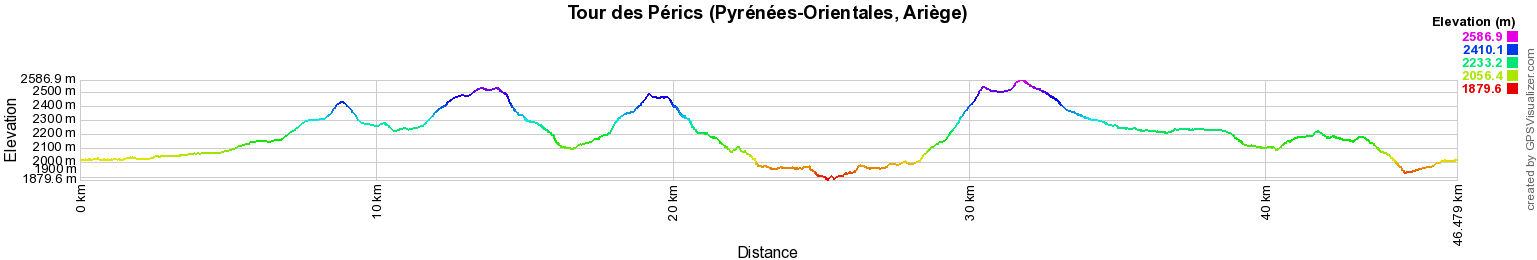 Tour des Pérics (Pyrénées-Orientales, Ariège)
Elevation (m)
2586.9
2410.1
2233.2
2056.4
1879.6
Elevation
2586.9 m
2500 m
2400 m
2300 m
2200 m
2100 m
2000 m
1900 m
1879.6 m
0 km
10 km
20 km
30 km
40 km
46.479 km
Distance
created by GPSVisualizer.com